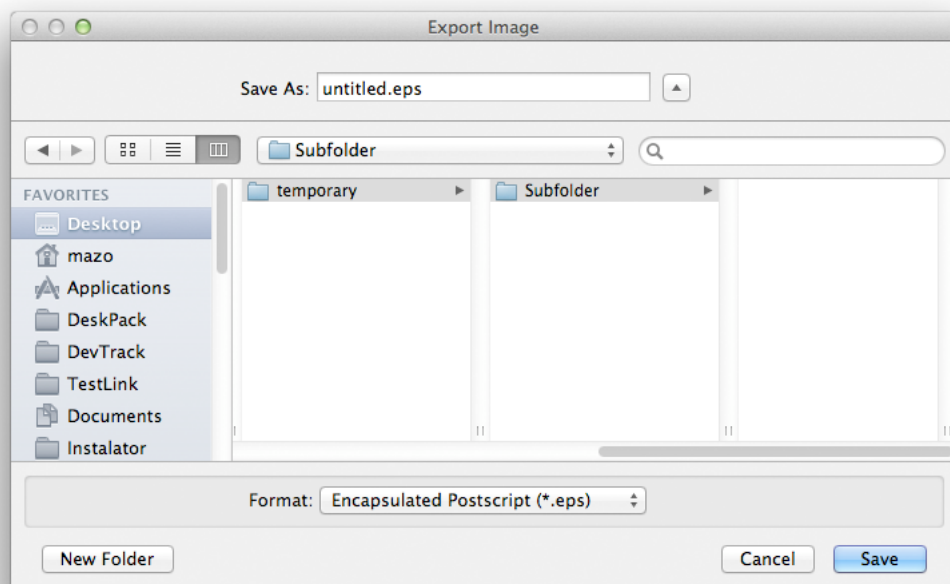 Export Image
Save As: untitled.eps
Subfolder
FAVORITES
Desktop
mazo
Applications
DeskPack
DevTrack
TestLink
Documents
Instalator
temporary
Subfolder
Format: Encapsulated Postscript (*.eps)
New Folder Cancel Save